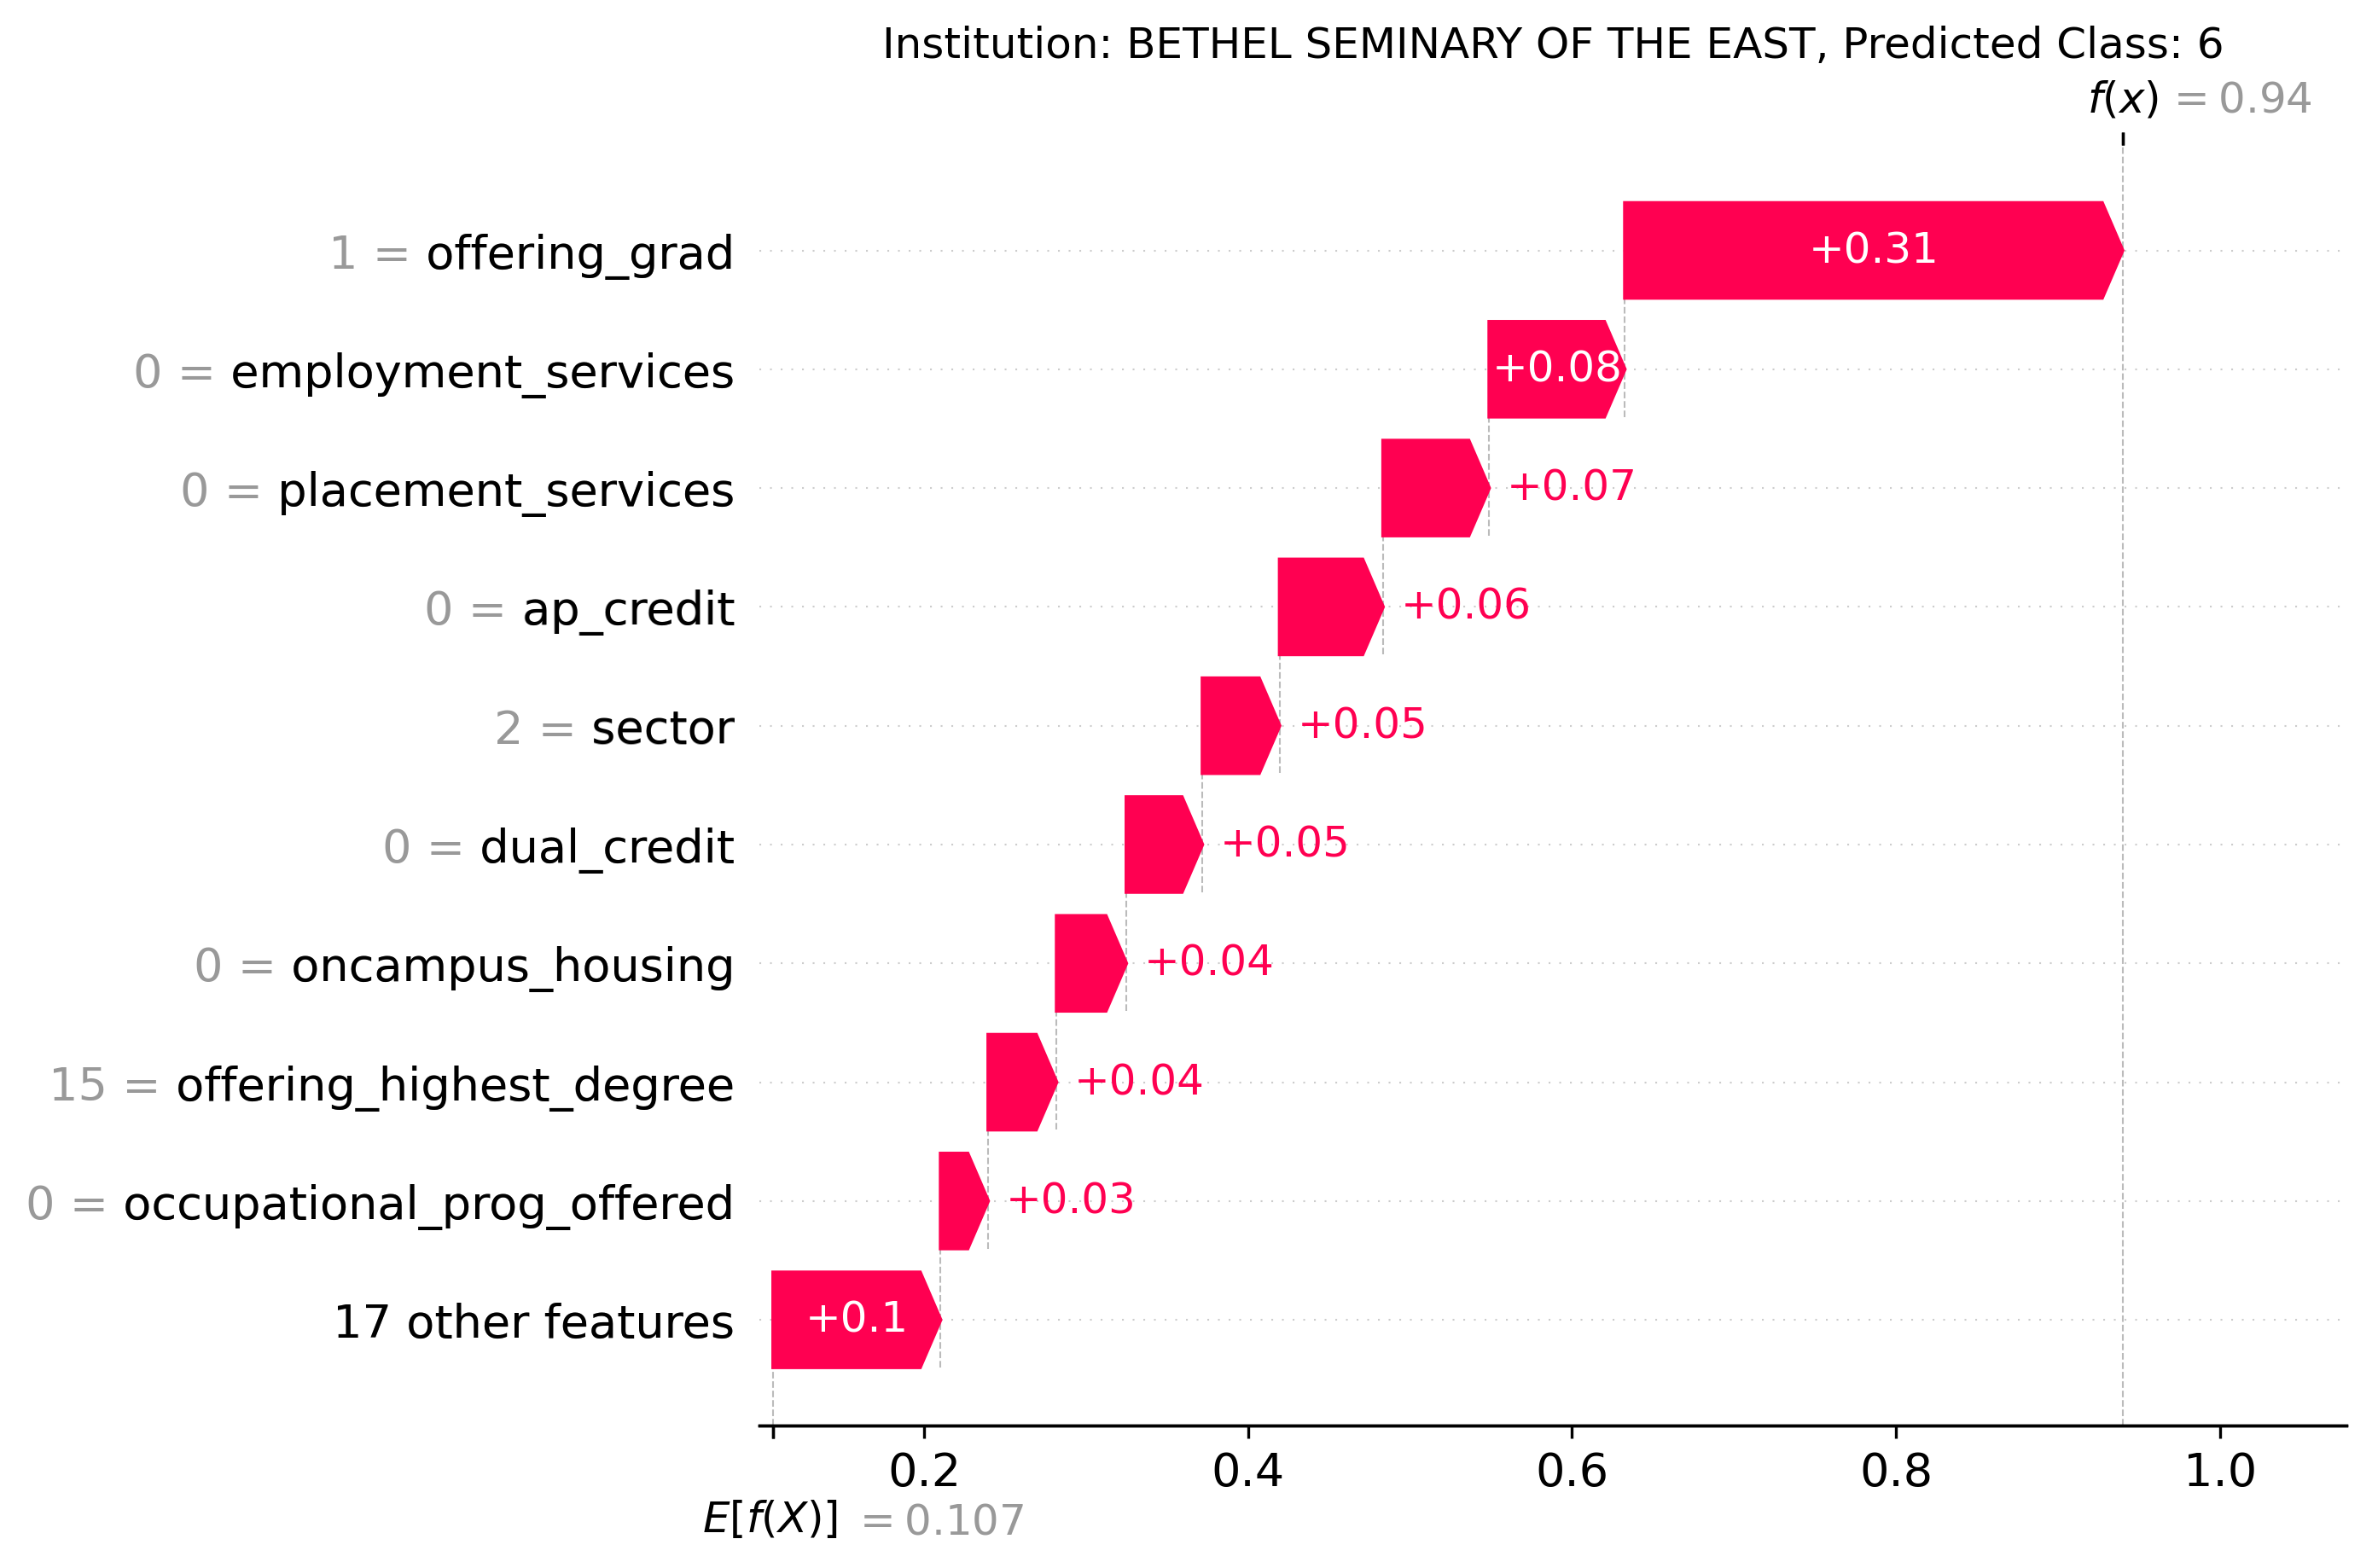 Institution: BETHEL SEMINARY OF THE EAST, Predicted Class: 6
f(x) = 0.94
1 = offering_grad +0.31
0 = employment_services +0.08
0 = placement_services +0.07
0 = ap_credit +0.06
2 = sector +0.05
0 = dual_credit +0.05
0 = oncampus_housing +0.04
15 = offering_highest_degree +0.04
0 = occupational_prog_offered +0.03
17 other features +0.1
0.2 0.4 0.6 0.8 1.0
E[f(X)] = 0.107